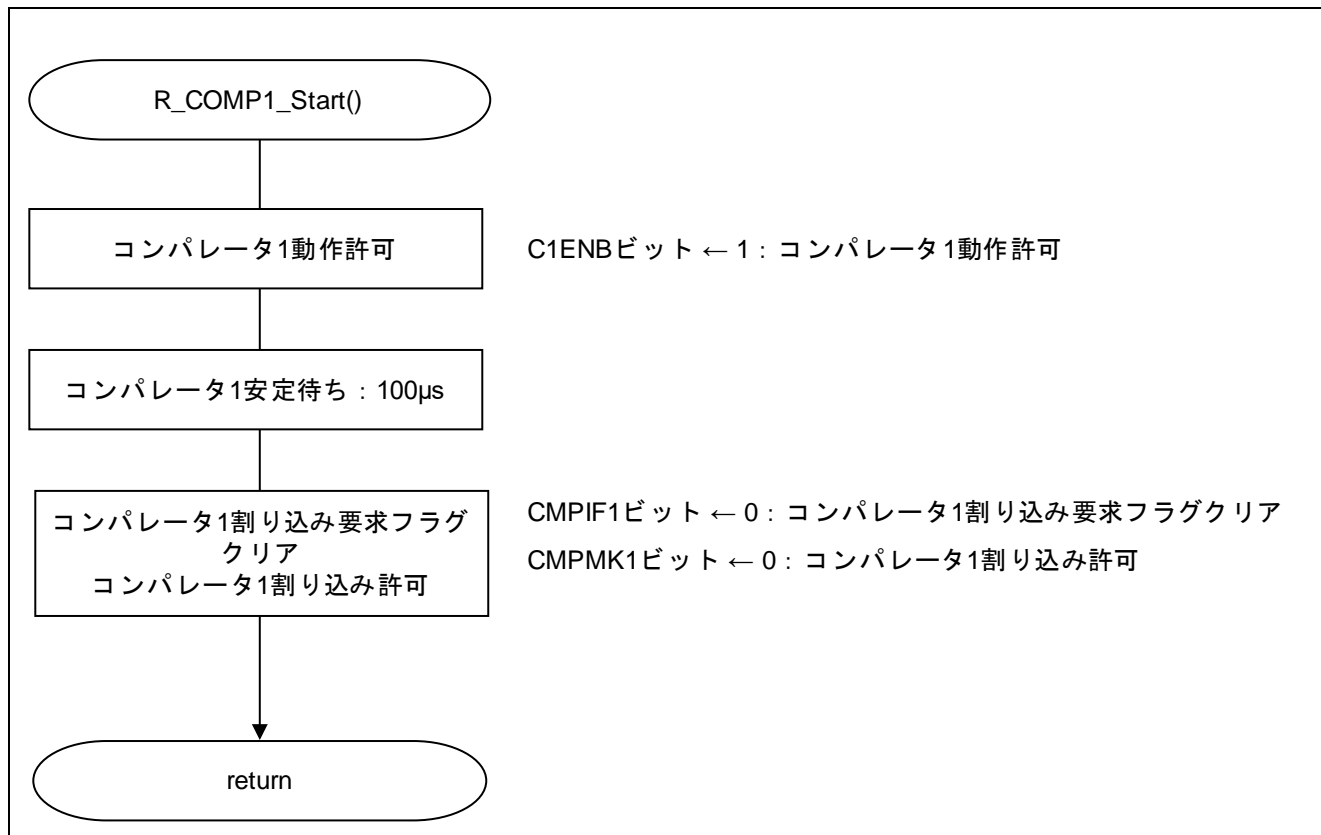 R_COMP1_Start()
コンパレータ1動作許可
C1ENBビット ← 1：コンパレータ1動作許可
コンパレータ1安定待ち：100µs
コンパレータ1割り込み要求フラグ
クリア
コンパレータ1割り込み許可
CMPIF1ビット ← 0：コンパレータ1割り込み要求フラグクリア
CMPMK1ビット ← 0：コンパレータ1割り込み許可
return